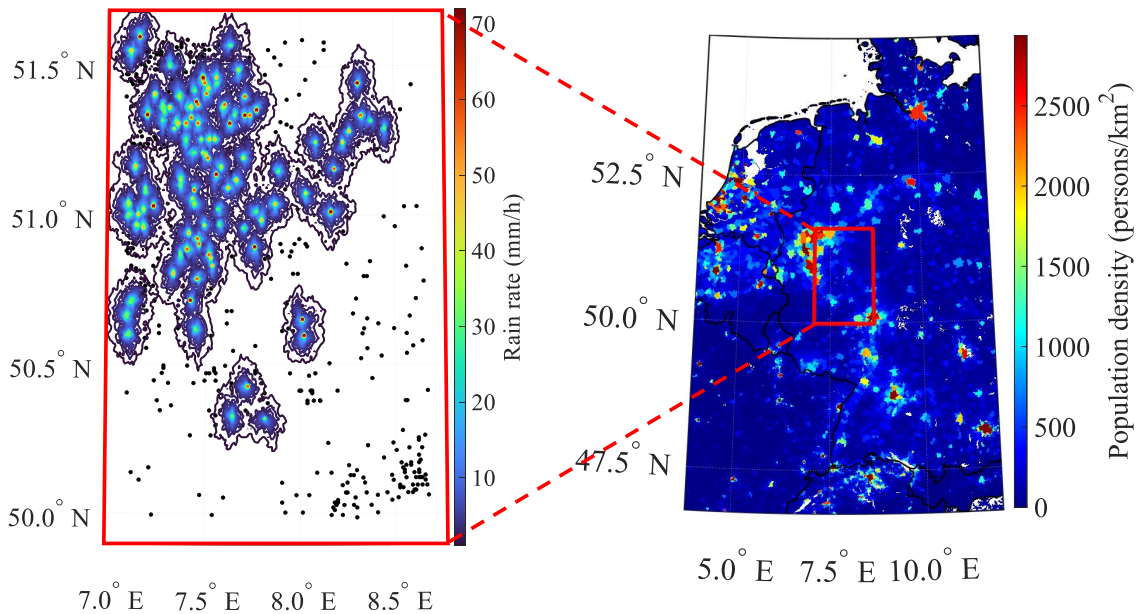 51.5° N
51.0° N
50.5° N
50.0° N
7.0° E
7.5° E
8.0° E
8.5° E
70
60
50
40
30
20
10
Rain rate (mm/h)
52.5° N
50.0° N
47.5° N
5.0° E
7.5° E
10.0° E
2500
2000
1500
1000
500
0
Population density (persons/km²)